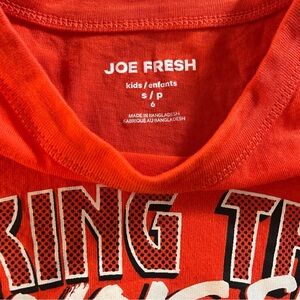 JOE FRESH
kids / enfants
s / p
6
MADE IN BANGLADESH
FABRIQUÉ AU BANGLADESH
KING TH